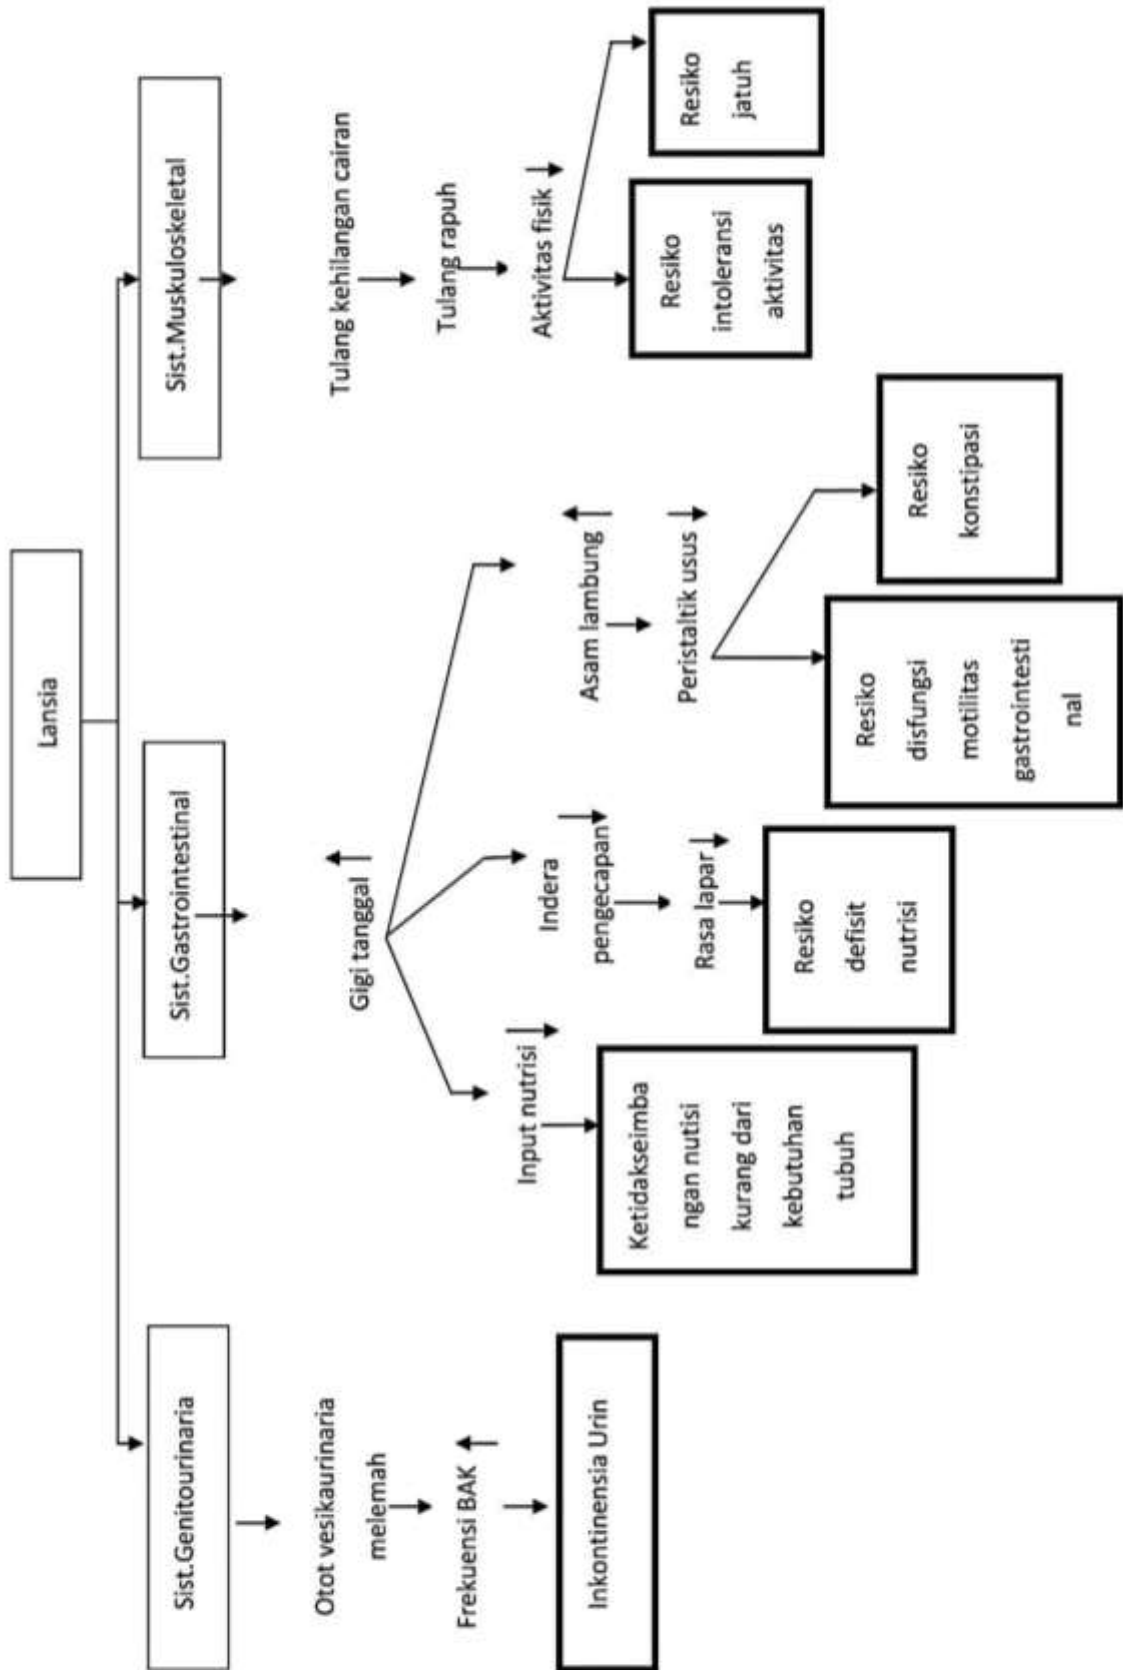 Lansia
Sist.Genitourinaria
Sist.Gastrointestinal
Sist.Muskuloskeletal
Otot vesikaurinaria
melemah
Frekuensi BAK
Inkontinensia Urin
Gigi tanggal
Input nutrisi
Ketidakseimba
ngan nutisi
kurang dari
kebutuhan
tubuh
Indera
pengecapan
Rasa lapar
Resiko
defisit
nutrisi
Asam lambung
Peristaltik usus
Resiko
disfungsi
motilitas
gastrointesti
nal
Resiko
konstipasi
Tulang kehilangan cairan
Tulang rapuh
Aktivitas fisik
Resiko
intoleransi
aktivitas
Resiko
jatuh